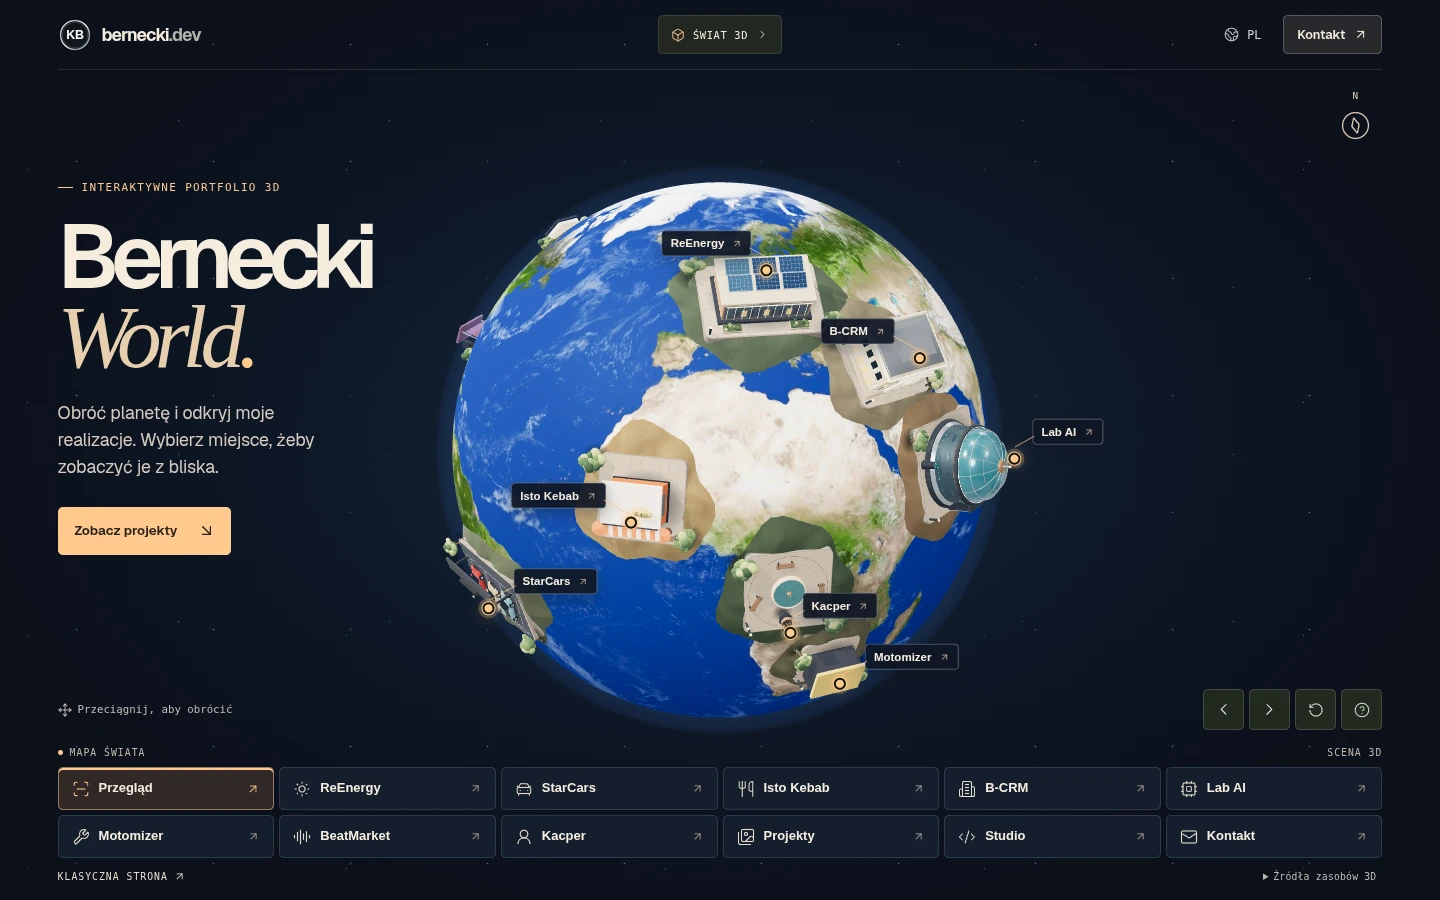 KB bernecki.dev
ŚWIAT 3D
PL
Kontakt
N
INTERAKTYWNE PORTFOLIO 3D
Bernecki
World.
Obróć planetę i odkryj moje
realizacje. Wybierz miejsce, żeby
zobaczyć je z bliska.
Zobacz projekty
ReEnergy
B-CRM
Lab AI
Isto Kebab
StarCars
Kacper
Motomizer
Przeciągnij, aby obrócić
MAPA ŚWIATA
SCENA 3D
Przegląd
ReEnergy
StarCars
Isto Kebab
B-CRM
Lab AI
Motomizer
BeatMarket
Kacper
Projekty
Studio
Kontakt
KLASYCZNA STRONA
Źródła zasobów 3D